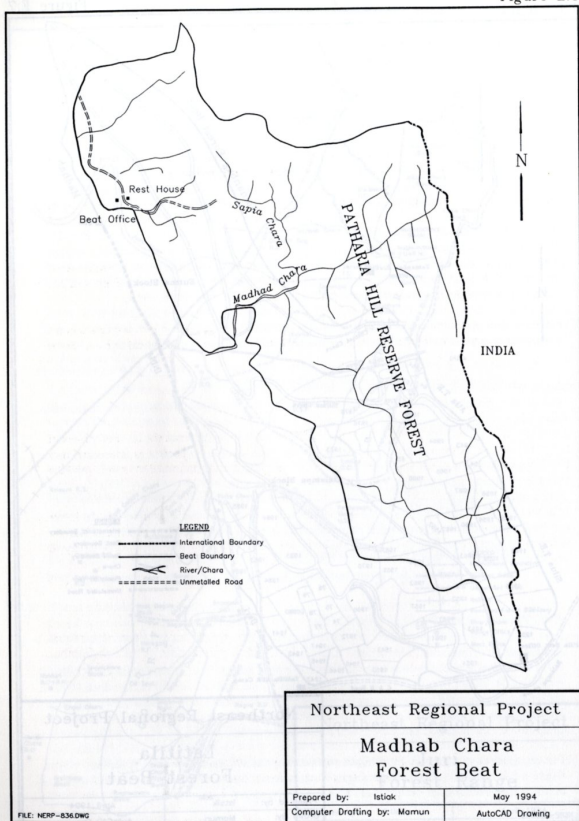 N
Rest House
Beat Office
Sapia Chara
Madhad Chara
PATHARIA HILL RESERVE FOREST
INDIA
LEGEND
International Boundary
Beat Boundary
River/Chara
Unmetalled Road
Northeast Regional Project
Madhab Chara
Forest Beat
Prepared by: Istiak
May 1994
Computer Drafting by: Mamun
AutoCAD Drawing
FILE: NERP-836.DWG